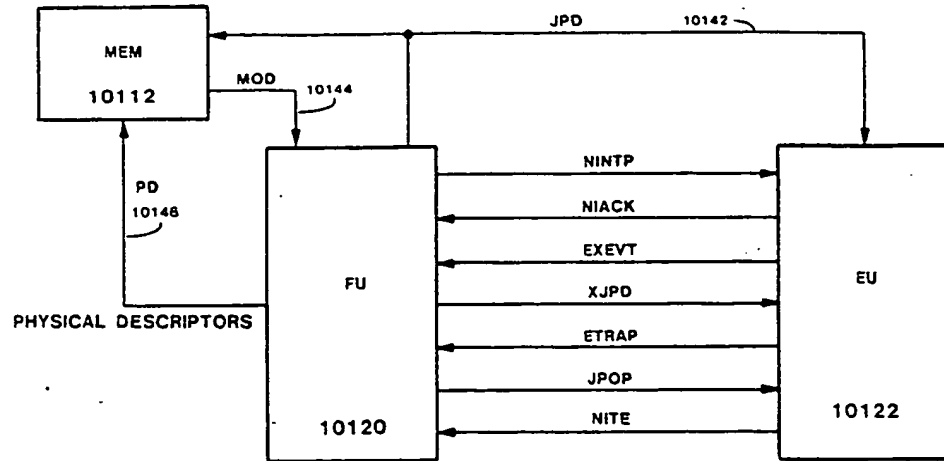 JPD
10142
MEM
10112
MOD
10144
PD
10146
PHYSICAL DESCRIPTORS
FU
10120
NINTP
NIACK
EXEVT
XJPD
ETRAP
JPOP
NITE
EU
10122